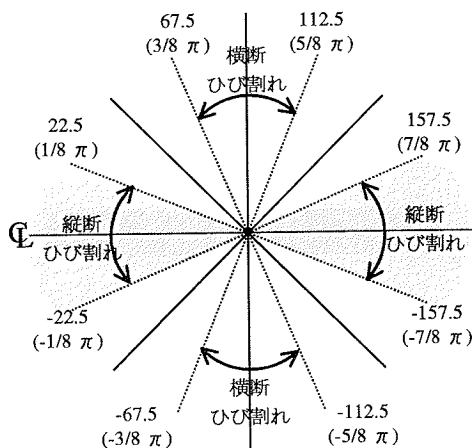 67.5
(3/8 π)
112.5
(5/8 π)
横断
ひび割れ
22.5
(1/8 π)
157.5
(7/8 π)
℄
縦断
ひび割れ
縦断
ひび割れ
-22.5
(-1/8 π)
-157.5
(-7/8 π)
横断
ひび割れ
-67.5
(-3/8 π)
-112.5
(-5/8 π)